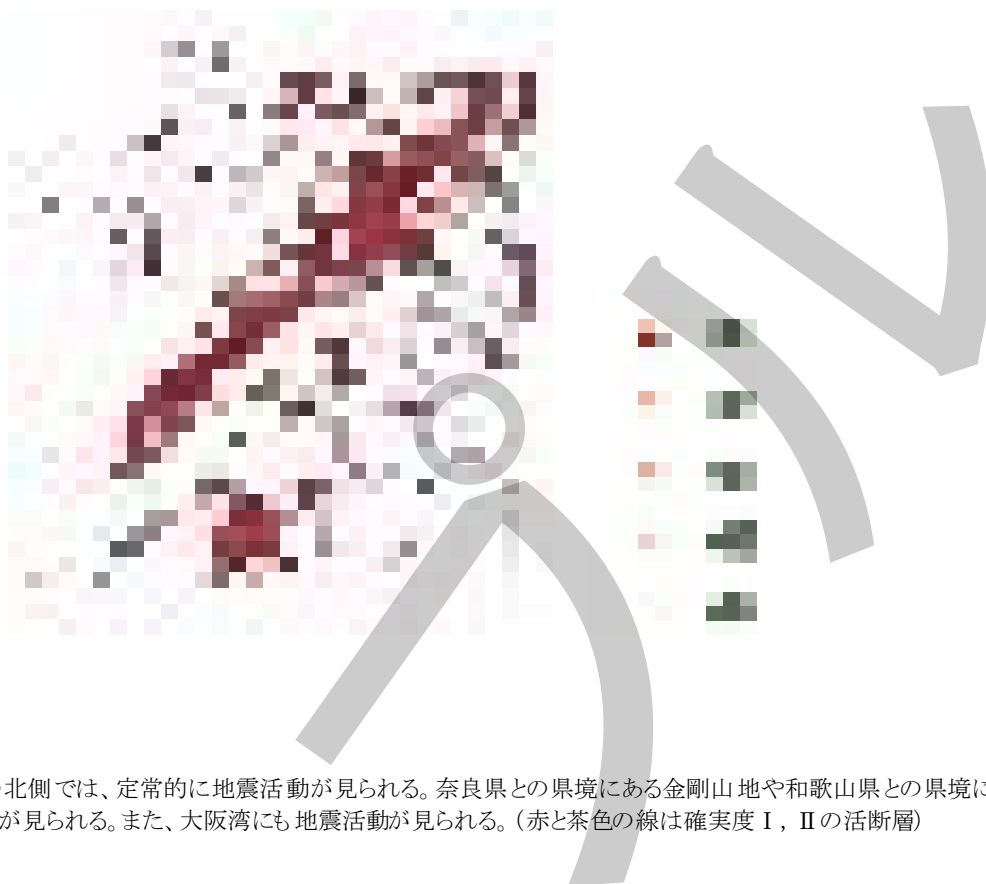 プル
北側では、定常的に地震活動が見られる。奈良県との県境にある金剛山地や和歌山県との県境に
が見られる。また、大阪湾にも地震活動が見られる。（赤と茶色の線は確実度Ⅰ，Ⅱの活断層）